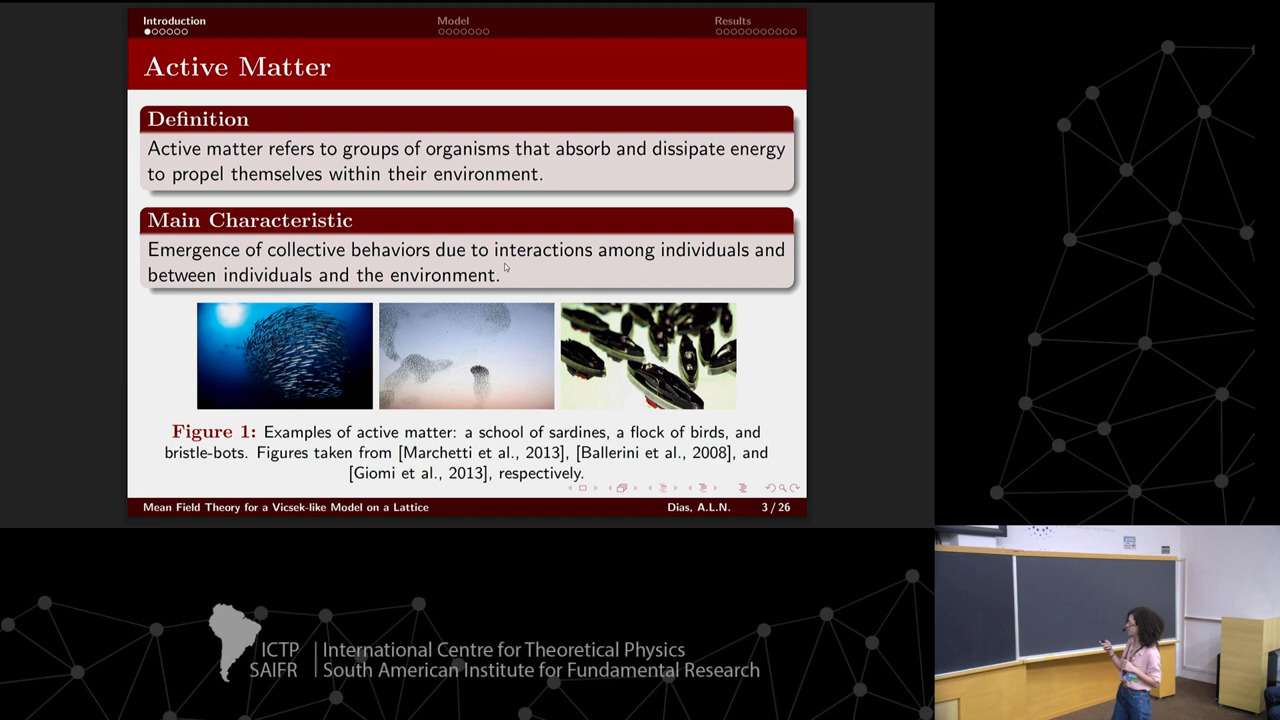 Introduction
Model
Results
Active Matter
Definition
Active matter refers to groups of organisms that absorb and dissipate energy
to propel themselves within their environment.
Main Characteristic
Emergence of collective behaviors due to interactions among individuals and
between individuals and the environment.
Figure 1: Examples of active matter: a school of sardines, a flock of birds, and
bristle-bots. Figures taken from [Marchetti et al., 2013], [Ballerini et al., 2008], and
[Giomi et al., 2013], respectively.
Mean Field Theory for a Vicsek-like Model on a Lattice
Dias, A.L.N.
3 / 26
ICTP
SAIFR
International Centre for Theoretical Physics
South American Institute for Fundamental Research